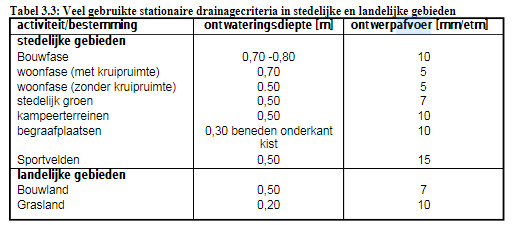 Tabel 3.3: Veel gebruikte stationaire drainagecriteria in stedelijke en landelijke gebieden
activiteit/bestemming ontwateringsdiepte [m] ontwerpafvoer [mm/etm]
stedelijke gebieden
Bouwfase 0,70 -0,80 10
woonfase (met kruipruimte) 0,70 5
woonfase (zonder kruipruimte) 0.50 5
stedelijk groen 0,50 7
kampeerterreinen 0,50 10
begraafplaatsen 0,30 beneden onderkant 10
kist
Sportvelden 0,50 15
landelijke gebieden
Bouwland 0,50 7
Grasland 0,20 10